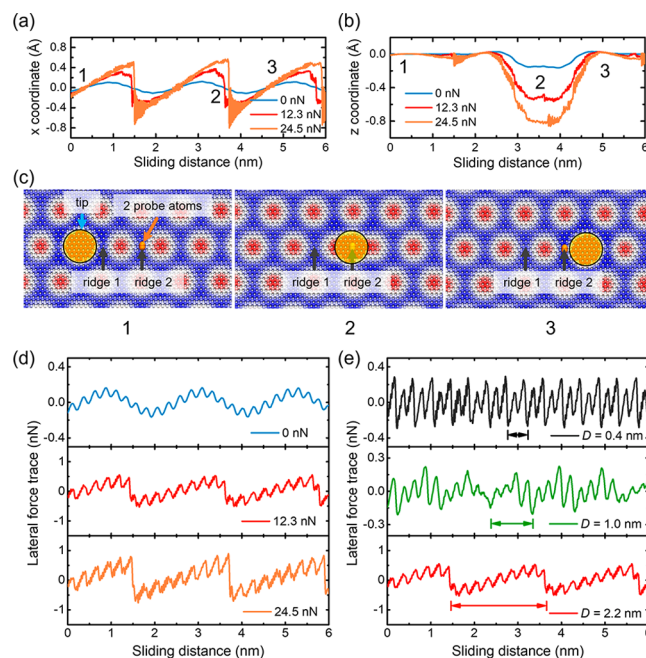 (a)
x coordinate (Å)
0.8
0.4
0.0
-0.4
-0.8
1
2
3
0 nN
12.3 nN
24.5 nN
0 1 2 3 4 5 6
Sliding distance (nm)
(b)
z coordinate (Å)
0.0
-0.4
-0.8
1
2
3
0 nN
12.3 nN
24.5 nN
0 1 2 3 4 5 6
Sliding distance (nm)
(c)
tip
2 probe atoms
ridge 1
ridge 2
ridge 1
ridge 2
ridge 1
ridge 2
1
2
3
(d)
Lateral force trace (nN)
0.4
0.0
-0.4
0 nN
1
0
-1
12.3 nN
1
0
-1
24.5 nN
0 1 2 3 4 5 6
Sliding distance (nm)
(e)
Lateral force trace (nN)
0.4
0.0
-0.4
D = 0.4 nm
0.3
0.0
-0.3
D = 1.0 nm
1
0
-1
D = 2.2 nm
0 1 2 3 4 5 6
Sliding distance (nm)